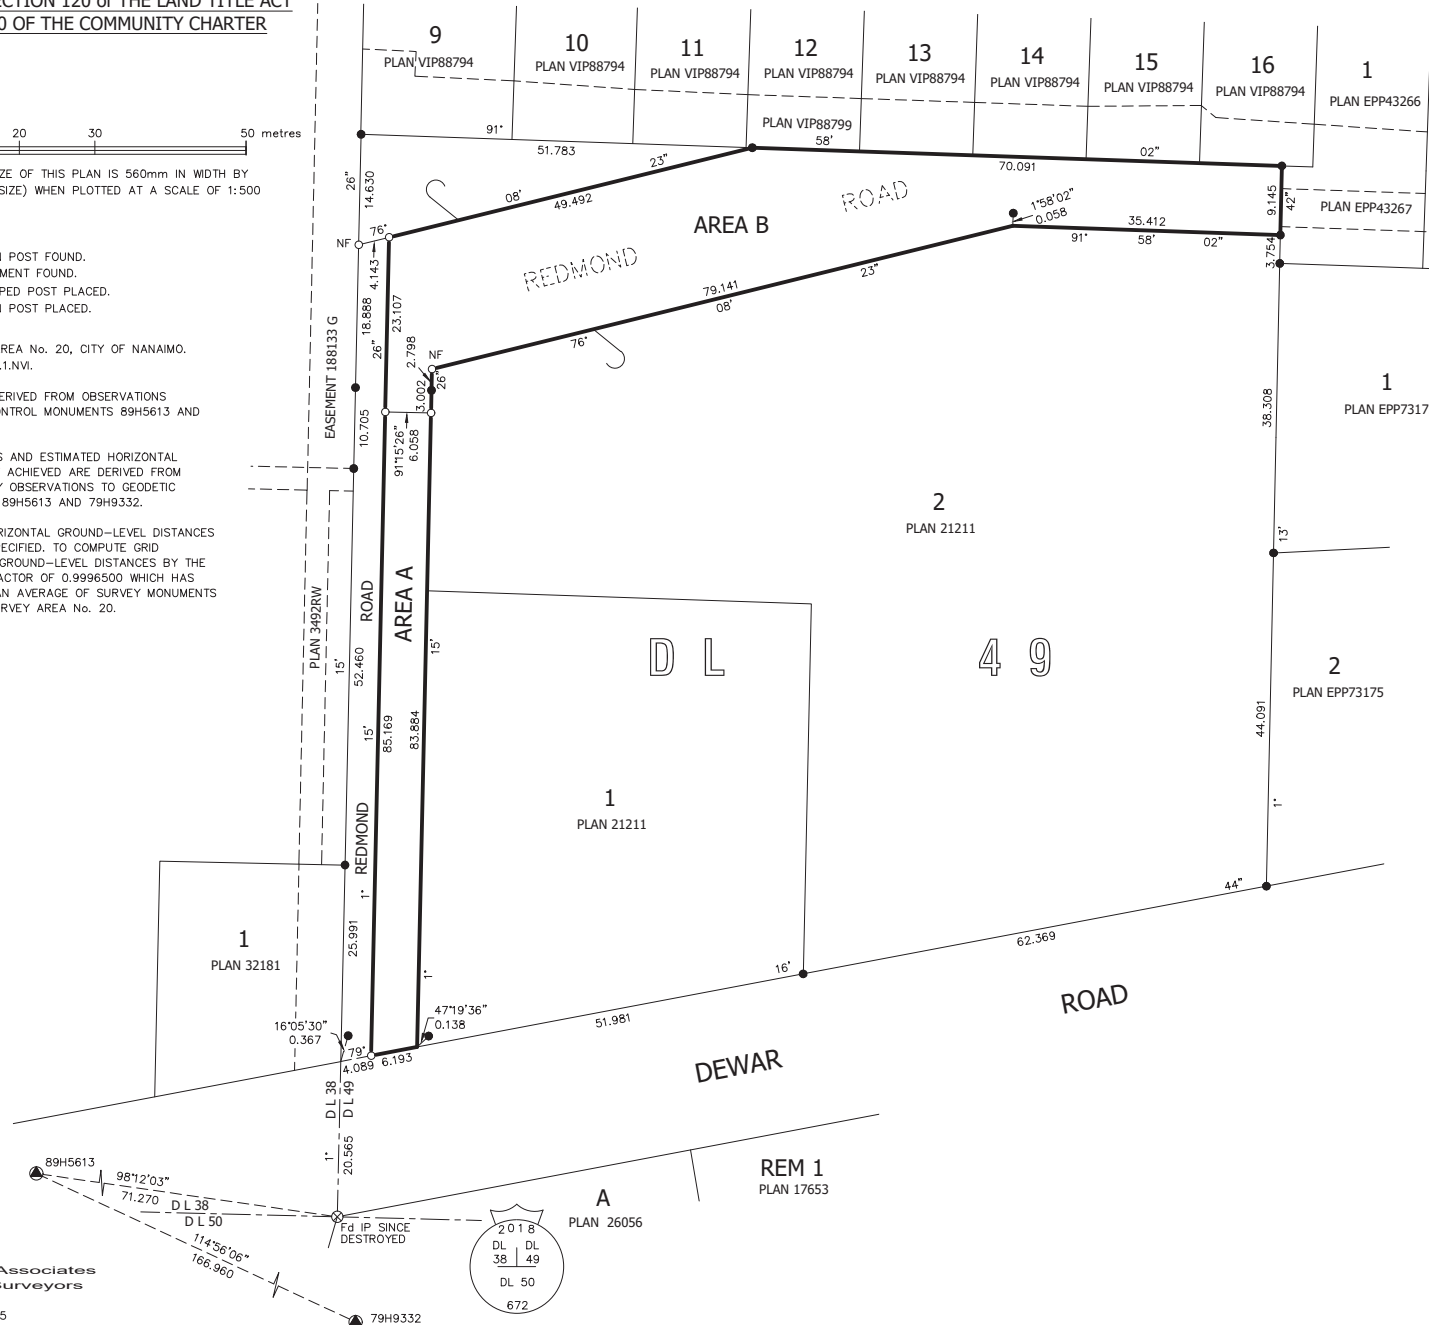 ECTION 120 of THE LAND TITLE ACT
0 OF THE COMMUNITY CHARTER
20 30 50 metres
ZE OF THIS PLAN IS 560mm IN WIDTH BY
SIZE) WHEN PLOTTED AT A SCALE OF 1:500
POST FOUND.
MENT FOUND.
PED POST PLACED.
POST PLACED.
REA No. 20, CITY OF NANAIMO.
.1.NVI.
ERIVED FROM OBSERVATIONS
ONTROL MONUMENTS 89H5613 AND
S AND ESTIMATED HORIZONTAL
ACHIEVED ARE DERIVED FROM
Y OBSERVATIONS TO GEODETIC
89H5613 AND 79H9332.
RIZONTAL GROUND-LEVEL DISTANCES
PECIFIED. TO COMPUTE GRID
GROUND-LEVEL DISTANCES BY THE
ACTOR OF 0.9996500 WHICH HAS
AN AVERAGE OF SURVEY MONUMENTS
RVEY AREA No. 20.
9
PLAN VIP88794
10
PLAN VIP88794
11
PLAN VIP88794
12
PLAN VIP88794
13
PLAN VIP88794
14
PLAN VIP88794
15
PLAN VIP88794
16
PLAN VIP88794
1
PLAN EPP43266
PLAN VIP88799
91°
51.783
58'
02"
70.091
26"
14.630
23"
08'
49.492
76°
NF
4.143
AREA B
ROAD
REDMOND
1°58'02"
0.058
35.412
91° 58' 02"
9.145
42"
3.754
PLAN EPP43267
79.141
23"
08'
76°
18.888
26"
23.107
NF
2.798
26"
3.002
EASEMENT 188133 G
10.705
91°15'26"
6.058
38.308
13'
1
PLAN EPP7317
2
PLAN 21211
PLAN 3492RW
ROAD
AREA A
15'
52.460
15'
15'
85.169
83.884
D L 49
2
PLAN EPP73175
44.091
1°
1
PLAN 21211
REDMOND
1°
25.991
1°
1
PLAN 32181
44"
62.369
16'
51.981
ROAD
DEWAR
16°05'30"
0.367
47°19'36"
0.138
79°
4.089
6.193
D L 38
D L 49
1°
20.565
89H5613
98°12'03"
71.270
D L 38
D L 50
114°56'06"
166.960
Fd IP SINCE
DESTROYED
79H9332
2018
DL DL
38 49
DL 50
672
A
PLAN 26056
REM 1
PLAN 17653
Associates
urveyors
5